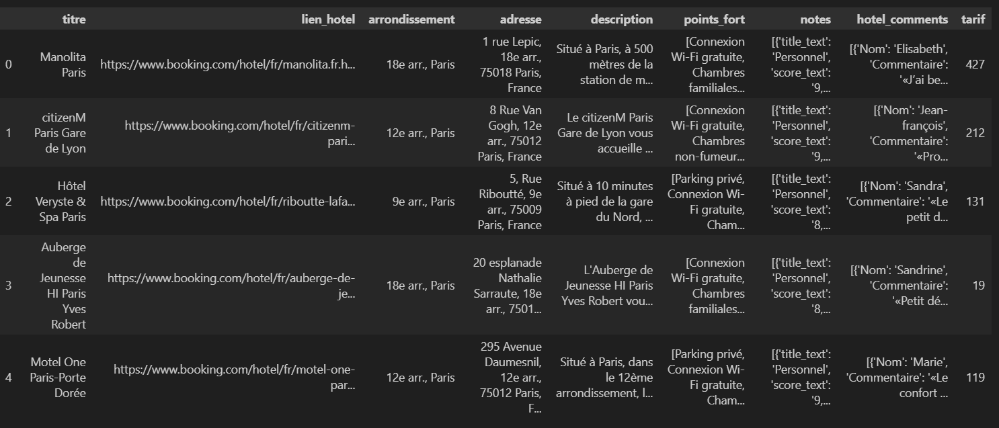 titre lien_hotel arrondissement adresse description points_fort notes hotel_comments tarif
0
Manolita
Paris
https://www.booking.com/hotel/fr/manolita.fr.h...
18e arr., Paris
1 rue Lepic,
18e arr.,
75018 Paris,
France
Situé à Paris, à 500
mètres de la
station de m...
[Connexion
Wi-Fi gratuite,
Chambres
familiales...
[{'title_text':
'Personnel',
'score_text':
'9,...
[{'Nom': 'Elisabeth',
'Commentaire':
'«J’ai be...
427
1
citizenM
Paris Gare
de Lyon
https://www.booking.com/hotel/fr/citizenm-
pari...
12e arr., Paris
8 Rue Van
Gogh, 12e
arr., 75012
Paris, France
Le citizenM Paris
Gare de Lyon vous
accueille ...
[Connexion
Wi-Fi gratuite,
Chambres
non-fumeur...
[{'title_text':
'Personnel',
'score_text':
'9,...
[{'Nom': 'Jean-
françois',
'Commentaire':
'«Pro...
212
2
Hôtel
Veryste &
Spa Paris
https://www.booking.com/hotel/fr/riboutte-lafa...
9e arr., Paris
5, Rue
Riboutté, 9e
arr., 75009
Paris, France
Situé à 10 minutes
à pied de la gare
du Nord, ...
[Parking privé,
Connexion Wi-
Fi gratuite,
Cham...
[{'title_text':
'Personnel',
'score_text':
'8,...
[{'Nom': 'Sandra',
'Commentaire': '«Le
petit d...
131
3
Auberge
de
Jeunesse
HI Paris
Yves
Robert
https://www.booking.com/hotel/fr/auberge-de-
je...
18e arr., Paris
20 esplanade
Nathalie
Sarraute, 18e
arr., 7501...
L'Auberge de
Jeunesse HI Paris
Yves Robert vou...
[Connexion
Wi-Fi gratuite,
Chambres
familiales...
[{'title_text':
'Personnel',
'score_text':
'8,...
[{'Nom': 'Sandrine',
'Commentaire':
'«Petit dé...
19
4
Motel One
Paris-Porte
Dorée
https://www.booking.com/hotel/fr/motel-one-
par...
12e arr., Paris
295 Avenue
Daumesnil,
12e arr.,
75012 Paris,
F...
Situé à Paris, dans
le 12ème
arrondissement, l...
[Parking privé,
Connexion Wi-
Fi gratuite,
Cham...
[{'title_text':
'Personnel',
'score_text':
'9,...
[{'Nom': 'Marie',
'Commentaire': '«Le
confort ...
119